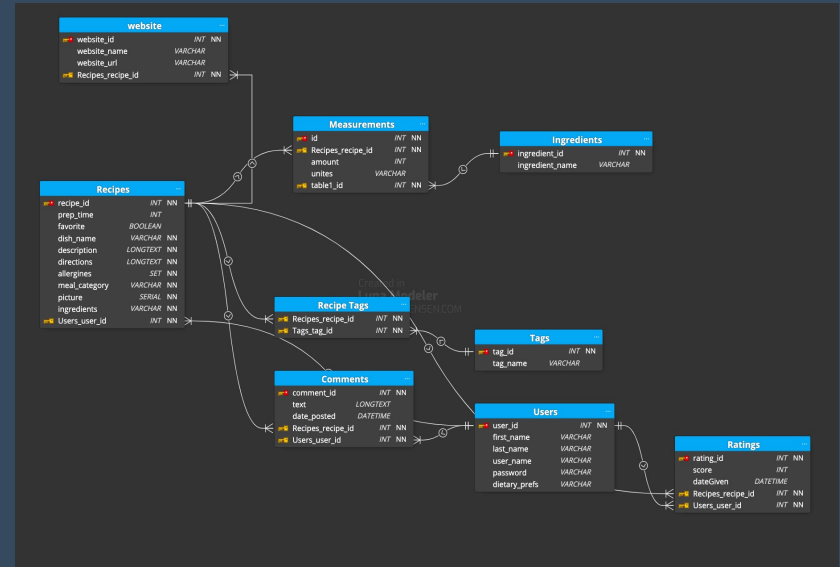 website
website_id INT NN
website_name VARCHAR
website_url VARCHAR
Recipes_recipe_id INT NN
Measurements
id INT NN
Recipes_recipe_id INT NN
amount INT
unites VARCHAR
table1_id INT NN
Ingredients
ingredient_id INT NN
ingredient_name VARCHAR
Recipes
recipe_id INT NN
prep_time INT
favorite BOOLEAN
dish_name VARCHAR NN
description LONGTEXT NN
directions LONGTEXT NN
allergines SET NN
meal_category VARCHAR NN
picture SERIAL NN
ingredients VARCHAR NN
Users_user_id INT NN
Created in
Recipe Tags
Recipes_recipe_id INT NN
Tags_tag_id INT NN
Tags
tag_id INT NN
tag_name VARCHAR
Comments
comment_id INT NN
text LONGTEXT
date_posted DATETIME
Recipes_recipe_id INT NN
Users_user_id INT NN
Users
user_id INT NN
first_name VARCHAR
last_name VARCHAR
user_name VARCHAR
password VARCHAR
dietary_prefs VARCHAR
Ratings
rating_id INT NN
score INT
dateGiven DATETIME
Recipes_recipe_id INT NN
Users_user_id INT NN